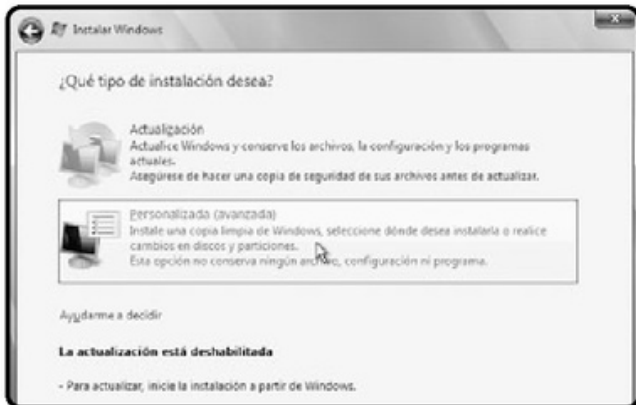 Instalar Windows
¿Qué tipo de instalación desea?
Actualización
Actualice Windows y conserve los archivos, la configuración y los programas
actuales.
Asegúrese de hacer una copia de seguridad de sus archivos antes de actualizar.
Personalizada (avanzada)
Instale una copia limpia de Windows, seleccione dónde desea instalarla o realice
cambios en discos y particiones.
Esta opción no conserva ningún archivo, configuración ni programa.
Ayudarme a decidir
La actualización está deshabilitada
- Para actualizar, inicie la instalación a partir de Windows.